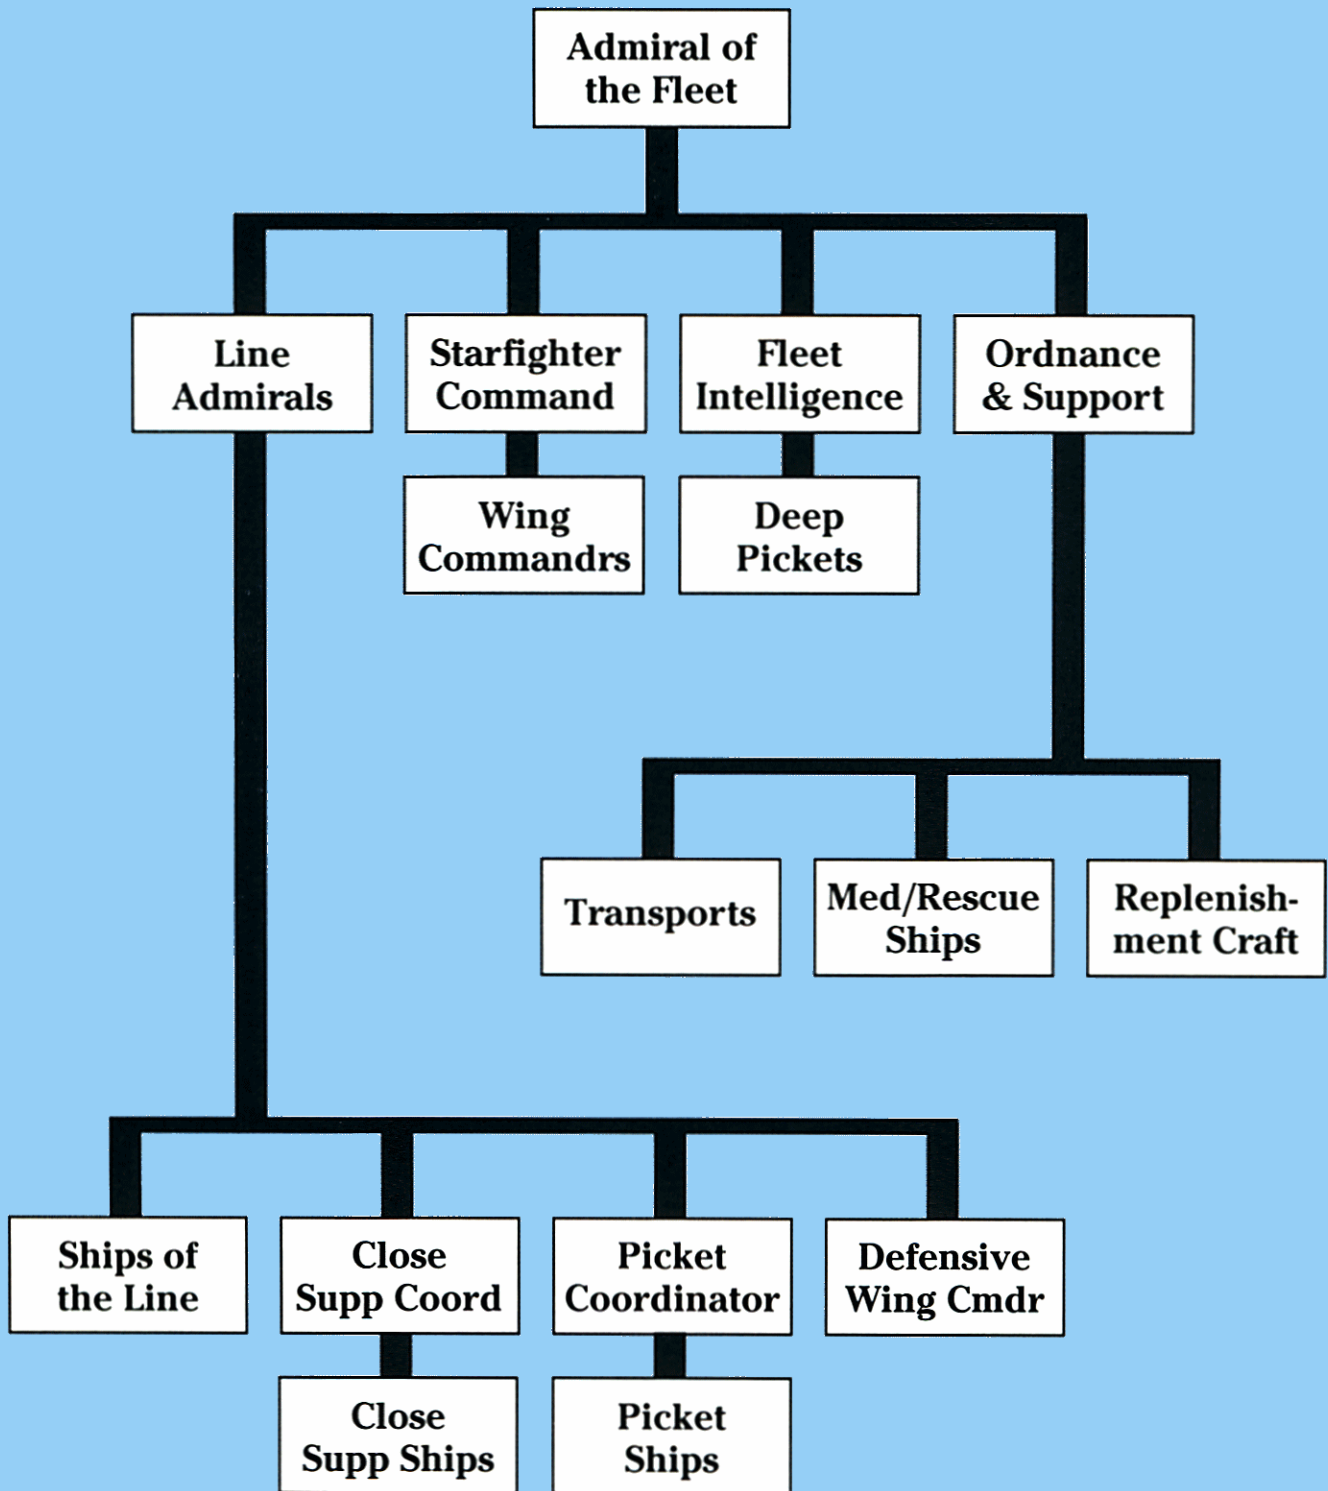 Admiral of
the Fleet
Line
Admirals
Starfighter
Command
Fleet
Intelligence
Ordnance
& Support
Wing
Commandrs
Deep
Pickets
Transports
Med/Rescue
Ships
Replenish-
ment Craft
Ships of
the Line
Close
Supp Coord
Picket
Coordinator
Defensive
Wing Cmdr
Close
Supp Ships
Picket
Ships